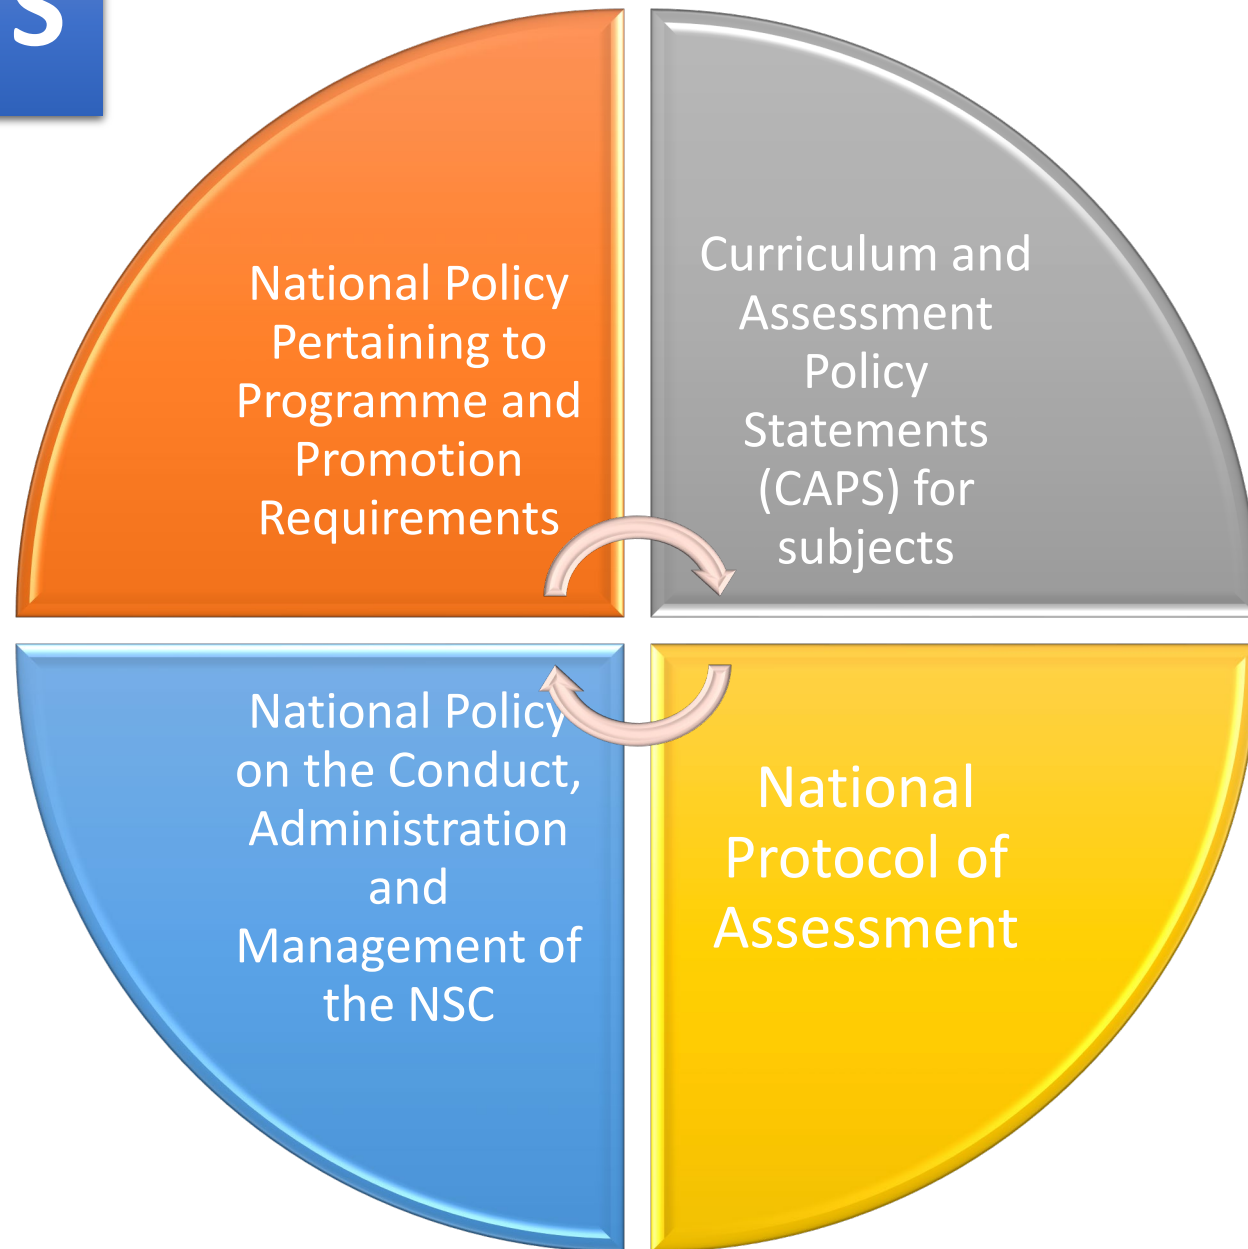 S
National Policy
Pertaining to
Programme and
Promotion
Requirements
Curriculum and
Assessment
Policy
Statements
(CAPS) for
subjects
National Policy
on the Conduct,
Administration
and
Management of
the NSC
National
Protocol of
Assessment